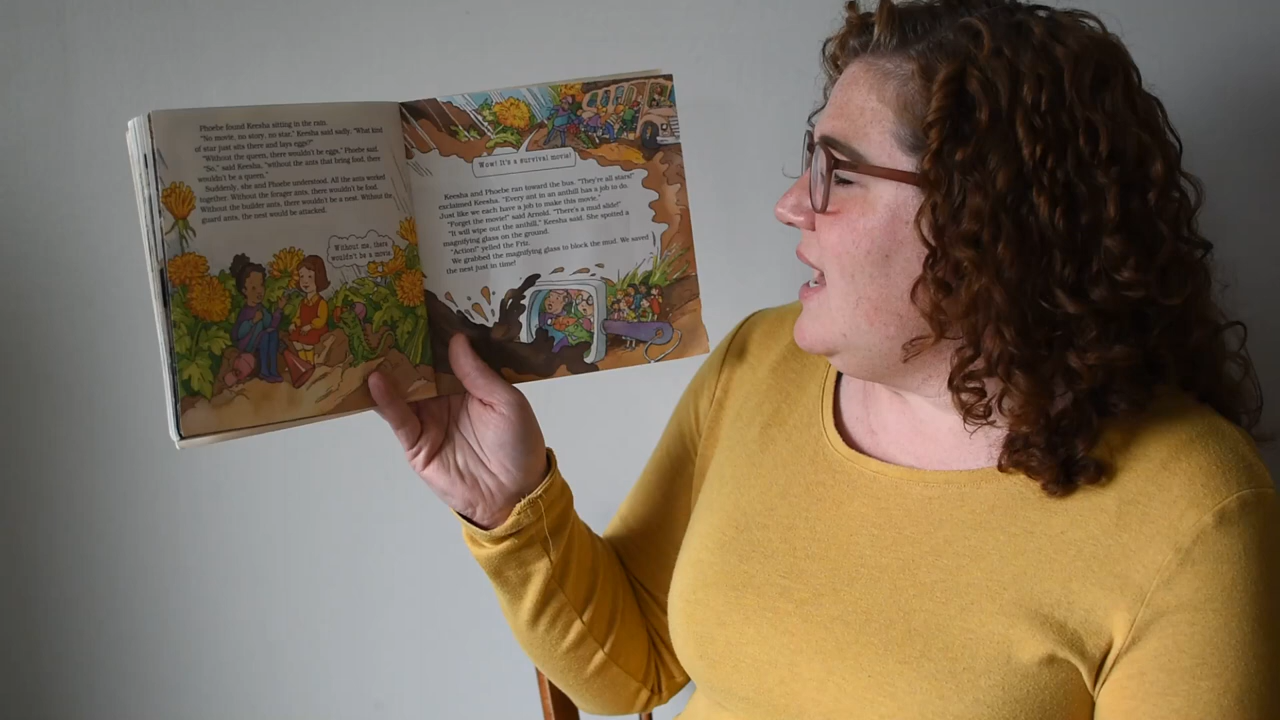 Phoebe found Keesha sitting in the ruts.
"No movie, no story, no star," Keesha said sadly. "What kind
of star just sits there and lays eggs?"
"Without the queen, there wouldn't be eggs," Phoebe said.
"So," said Keesha, "without the ants that bring food, there
wouldn't be a queen."
Suddenly, she and Phoebe understood. All the ants worked
together. Without the forager ants, there wouldn't be food.
Without the builder ants, there wouldn't be a nest. Without the
guard ants, the nest would be attacked.
Without me, there
wouldn't be a movie.
Wow! It's a survival movie!
Keesha and Phoebe ran toward the bus. "They're all stars!"
exclaimed Keesha. "Every ant in an anthill has a job to do.
Just like we each have a job to make this movie."
"Forget the movie!" said Arnold. "There's a mud slide!"
"It will wipe out the anthill," Keesha said. She spotted a
magnifying glass on the ground.
"Action!" yelled the Friz.
We grabbed the magnifying glass to block the mud. We saved
the nest just in time!